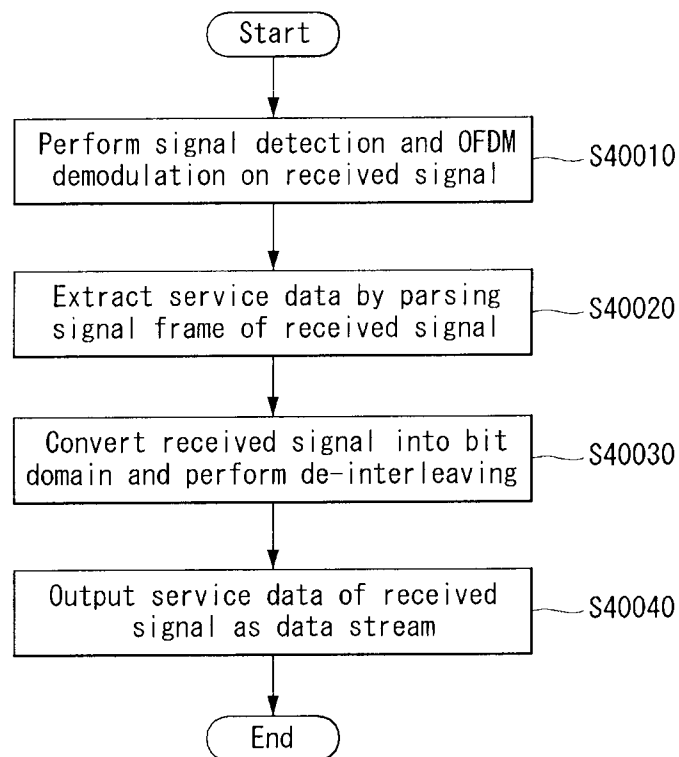 Start
Perform signal detection and OFDM
demodulation on received signal
S40010
Extract service data by parsing
signal frame of received signal
S40020
Convert received signal into bit
domain and perform de-interleaving
S40030
Output service data of received
signal as data stream
S40040
End